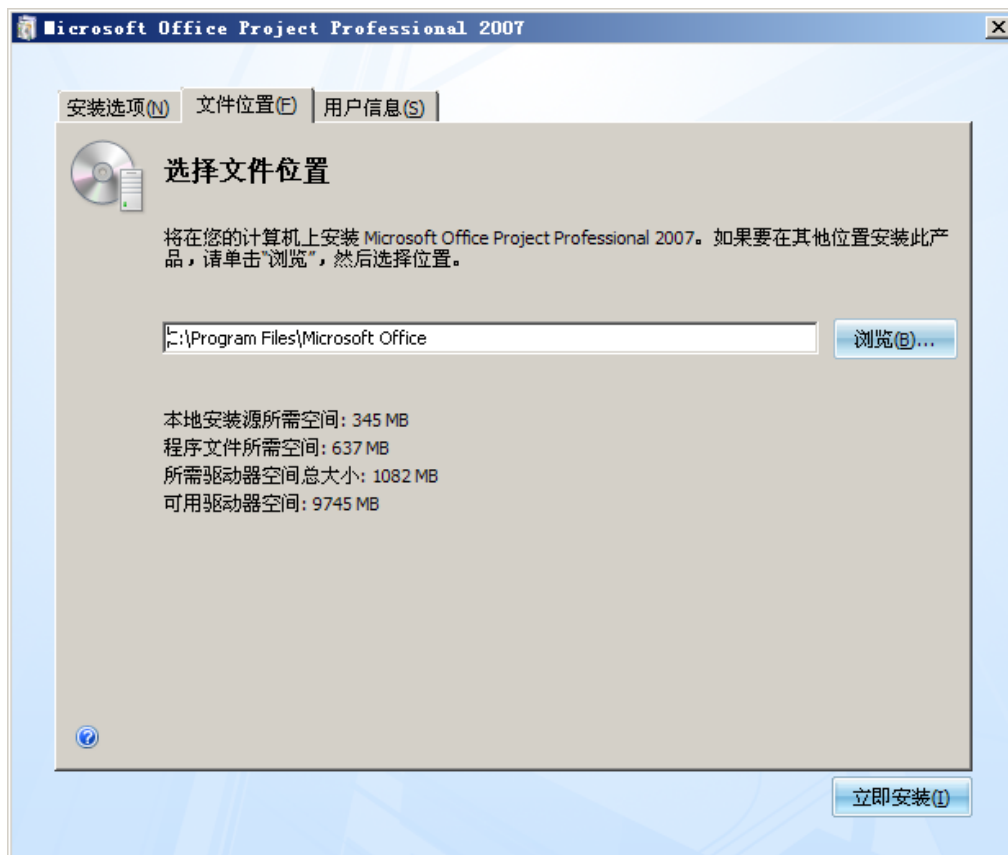 Microsoft Office Project Professional 2007
安装选项(N) 文件位置(F) 用户信息(S)
选择文件位置
将在您的计算机上安装 Microsoft Office Project Professional 2007。如果要在其他位置安装此产
品，请单击"浏览"，然后选择位置。
C:\Program Files\Microsoft Office
浏览(B)...
本地安装源所需空间: 345 MB
程序文件所需空间: 637 MB
所需驱动器空间总大小: 1082 MB
可用驱动器空间: 9745 MB
立即安装(I)